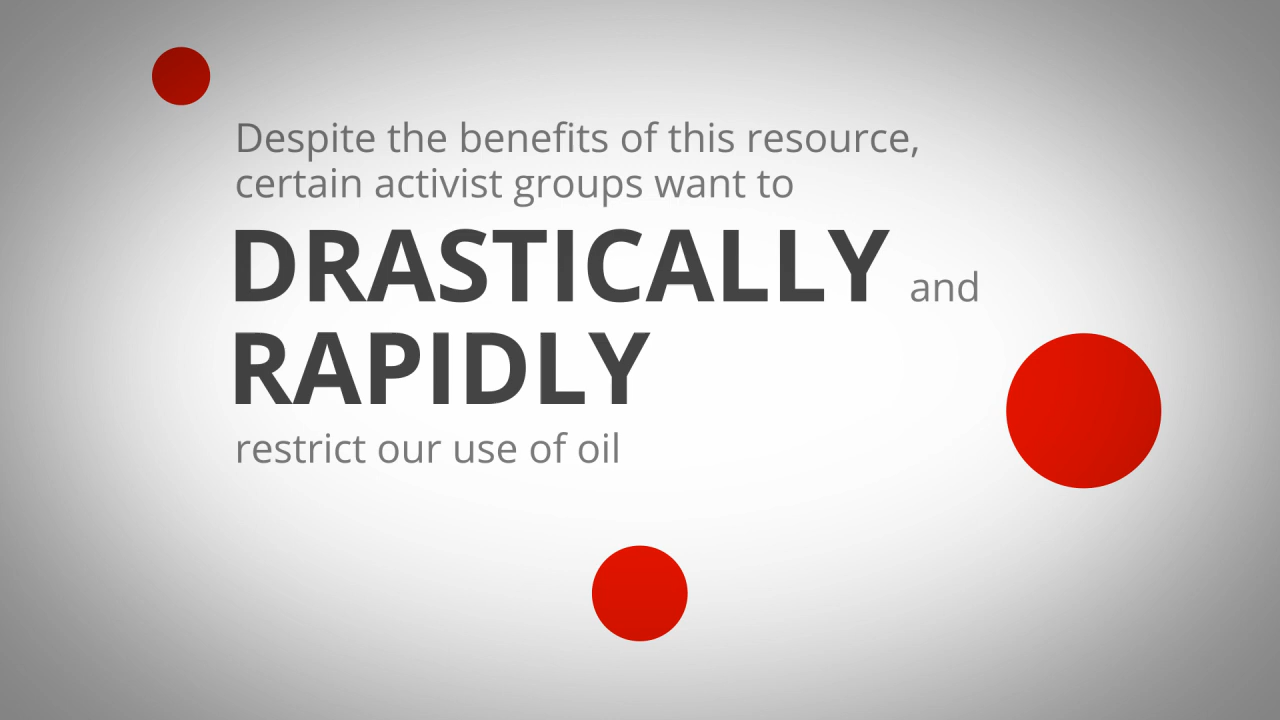 Despite the benefits of this resource,
certain activist groups want to
DRASTICALLY and
RAPIDLY
restrict our use of oil